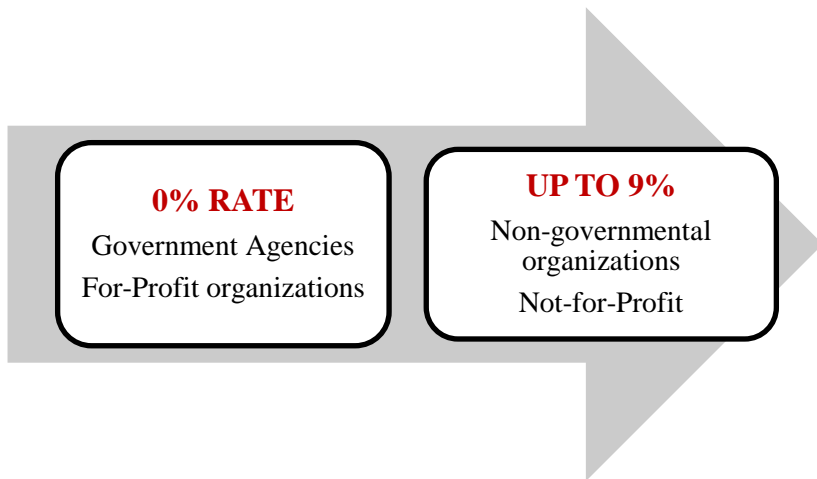 0% RATE
Government Agencies
For-Profit organizations
UP TO 9%
Non-governmental
organizations
Not-for-Profit